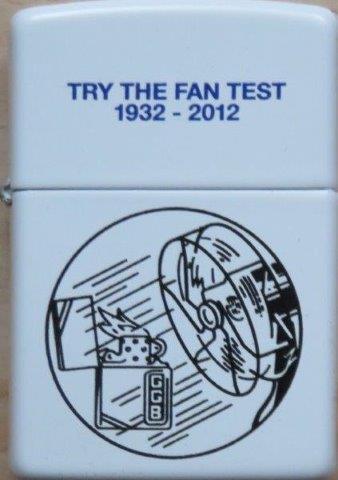 TRY THE FAN TEST
1932 - 2012
GGB